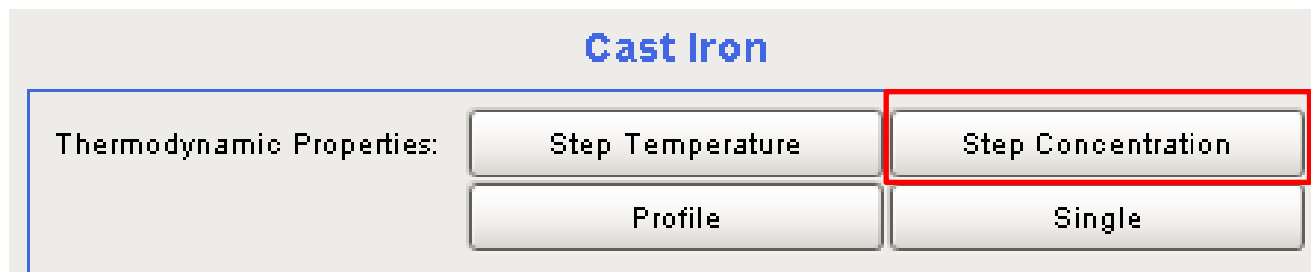 Cast Iron
Thermodynamic Properties: Step Temperature Step Concentration
Profile Single